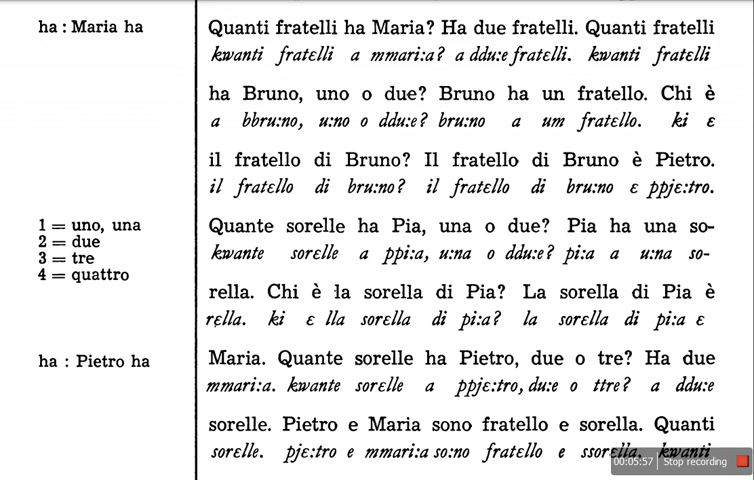 ha : Maria ha
Quanti fratelli ha Maria? Ha due fratelli. Quanti fratelli
kwanti fratɛlli a mmari:a? a ddu:e fratɛlli. kwanti fratɛlli
ha Bruno, uno o due? Bruno ha un fratello. Chi è
a bbru:no, u:no o ddu:e? bru:no a um fratɛllo. ki ɛ
il fratello di Bruno? Il fratello di Bruno è Pietro.
il fratɛllo di bru:no? il fratɛllo di bru:no ɛ ppjɛ:tro.
1 = uno, una
2 = due
3 = tre
4 = quattro
Quante sorelle ha Pia, una o due? Pia ha una so-
kwante sorɛlle a ppi:a, u:na o ddu:e? pi:a a u:na so-
rella. Chi è la sorella di Pia? La sorella di Pia è
rɛlla. ki ɛ lla sorɛlla di pi:a? la sorɛlla di pi:a ɛ
ha : Pietro ha
Maria. Quante sorelle ha Pietro, due o tre? Ha due
mmari:a. kwante sorɛlle a ppjɛ:tro, du:e o ttre? a ddu:e
sorelle. Pietro e Maria sono fratello e sorella. Quanti
sorɛlle. pjɛ:tro e mmari:a so:no fratɛllo e ssorɛlla. kwanti
00:05:57 | Stop recording